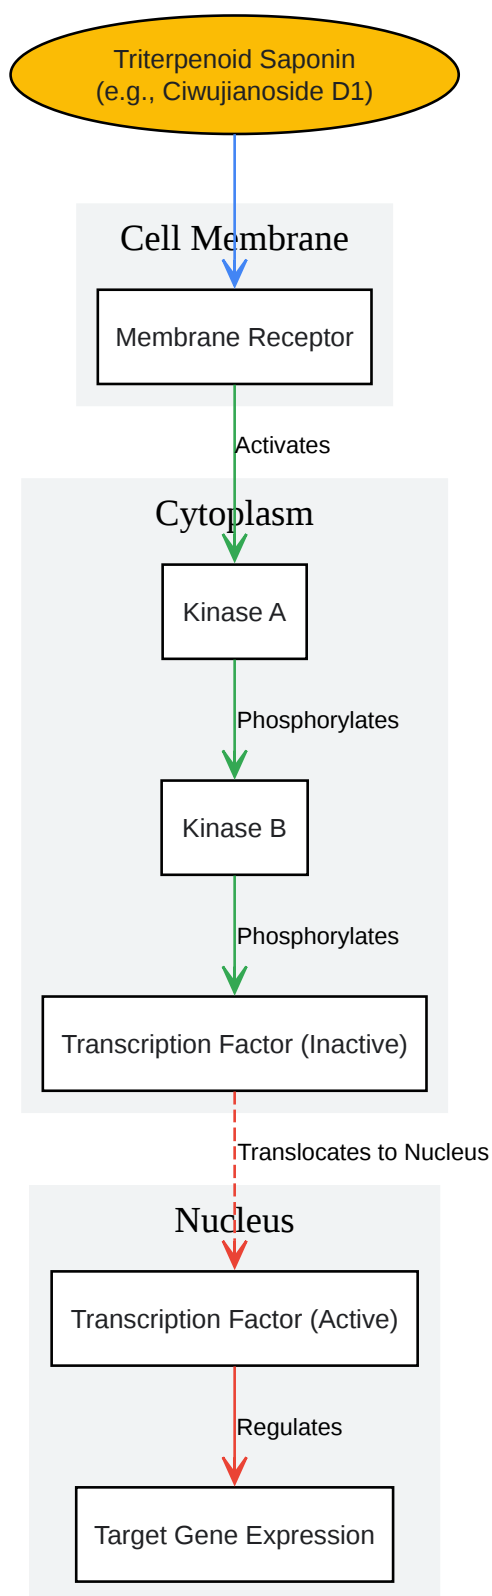 Triterpenoid Saponin
(e.g., Ciwujianoside D1)
Cell Membrane
Membrane Receptor
Activates
Cytoplasm
Kinase A
Phosphorylates
Kinase B
Phosphorylates
Transcription Factor (Inactive)
Translocates to Nucleus
Nucleus
Transcription Factor (Active)
Regulates
Target Gene Expression